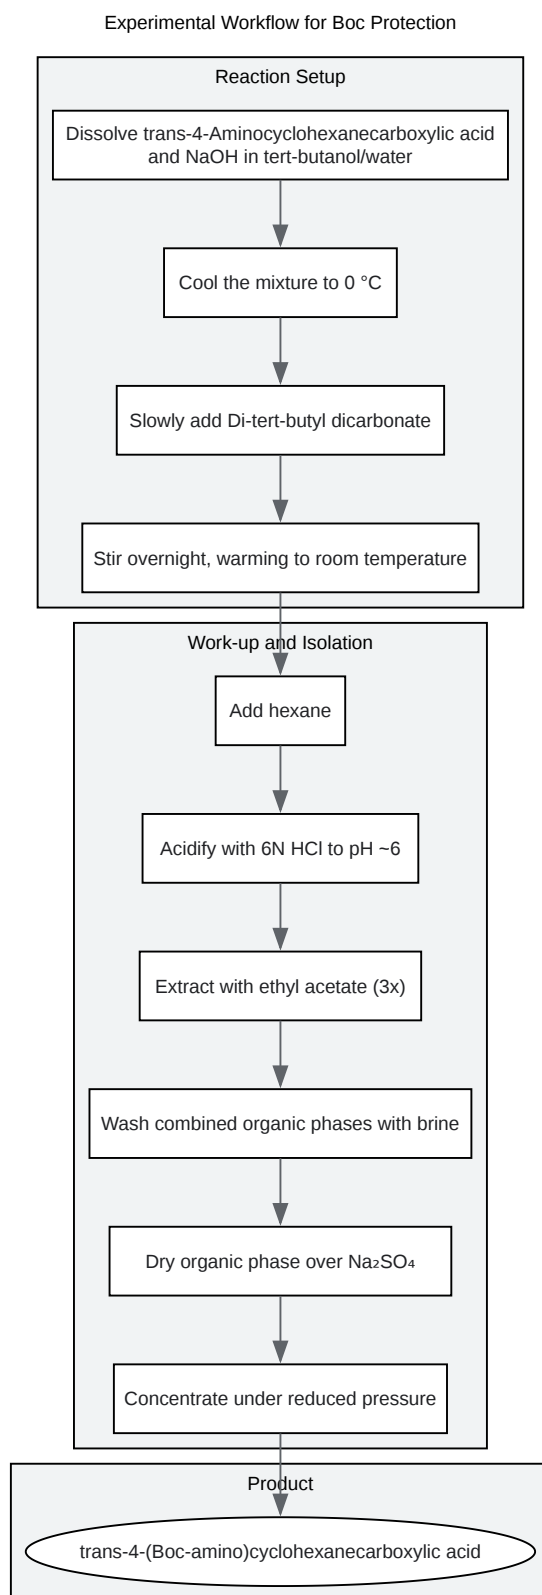 Experimental Workflow for Boc Protection
Reaction Setup
Dissolve trans-4-Aminocyclohexanecarboxylic acid
and NaOH in tert-butanol/water
Cool the mixture to 0 °C
Slowly add Di-tert-butyl dicarbonate
Stir overnight, warming to room temperature
Work-up and Isolation
Add hexane
Acidify with 6N HCl to pH ~6
Extract with ethyl acetate (3x)
Wash combined organic phases with brine
Dry organic phase over Na₂SO₄
Concentrate under reduced pressure
Product
trans-4-(Boc-amino)cyclohexanecarboxylic acid